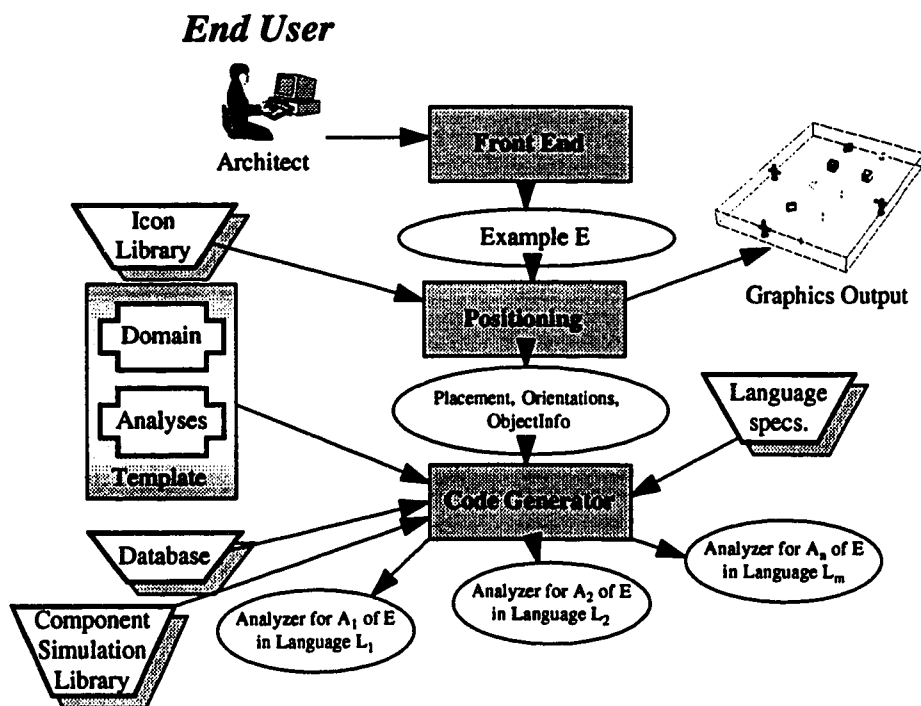 End User
Architect
Front End
Icon
Library
Example E
Graphics Output
Positioning
Domain
Analyses
Template
Placement, Orientations,
ObjectInfo
Language
specs.
Code Generator
Database
Component
Simulation
Library
Analyzer for A₁ of E
in Language L₁
Analyzer for A₂ of E
in Language L₂
Analyzer for Aₙ of E
in Language Lₘ